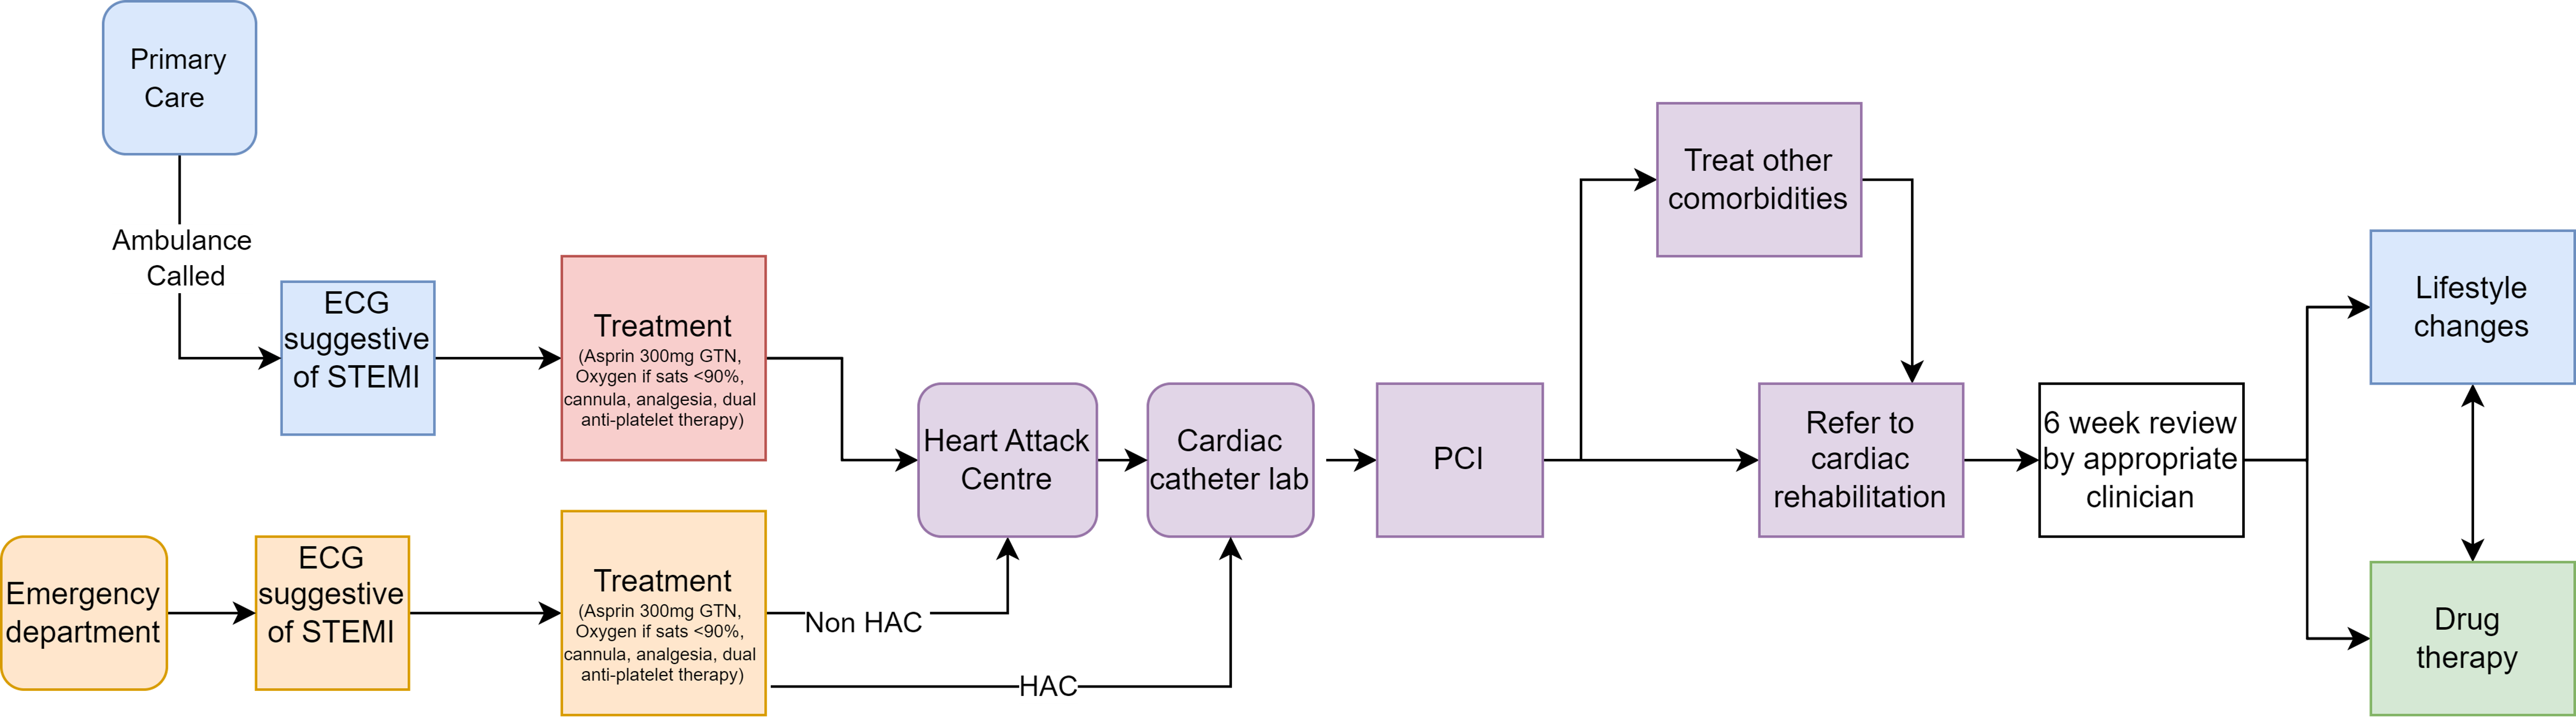 Primary
Care
Ambulance
Called
ECG
suggestive
of STEMI
Treatment
(Asprin 300mg GTN,
Oxygen if sats <90%,
cannula, analgesia, dual
anti-platelet therapy)
Emergency
department
ECG
suggestive
of STEMI
Treatment
(Asprin 300mg GTN,
Oxygen if sats <90%,
cannula, analgesia, dual
anti-platelet therapy)
Non HAC
HAC
Heart Attack
Centre
Cardiac
catheter lab
PCI
Treat other
comorbidities
Refer to
cardiac
rehabilitation
6 week review
by appropriate
clinician
Lifestyle
changes
Drug
therapy